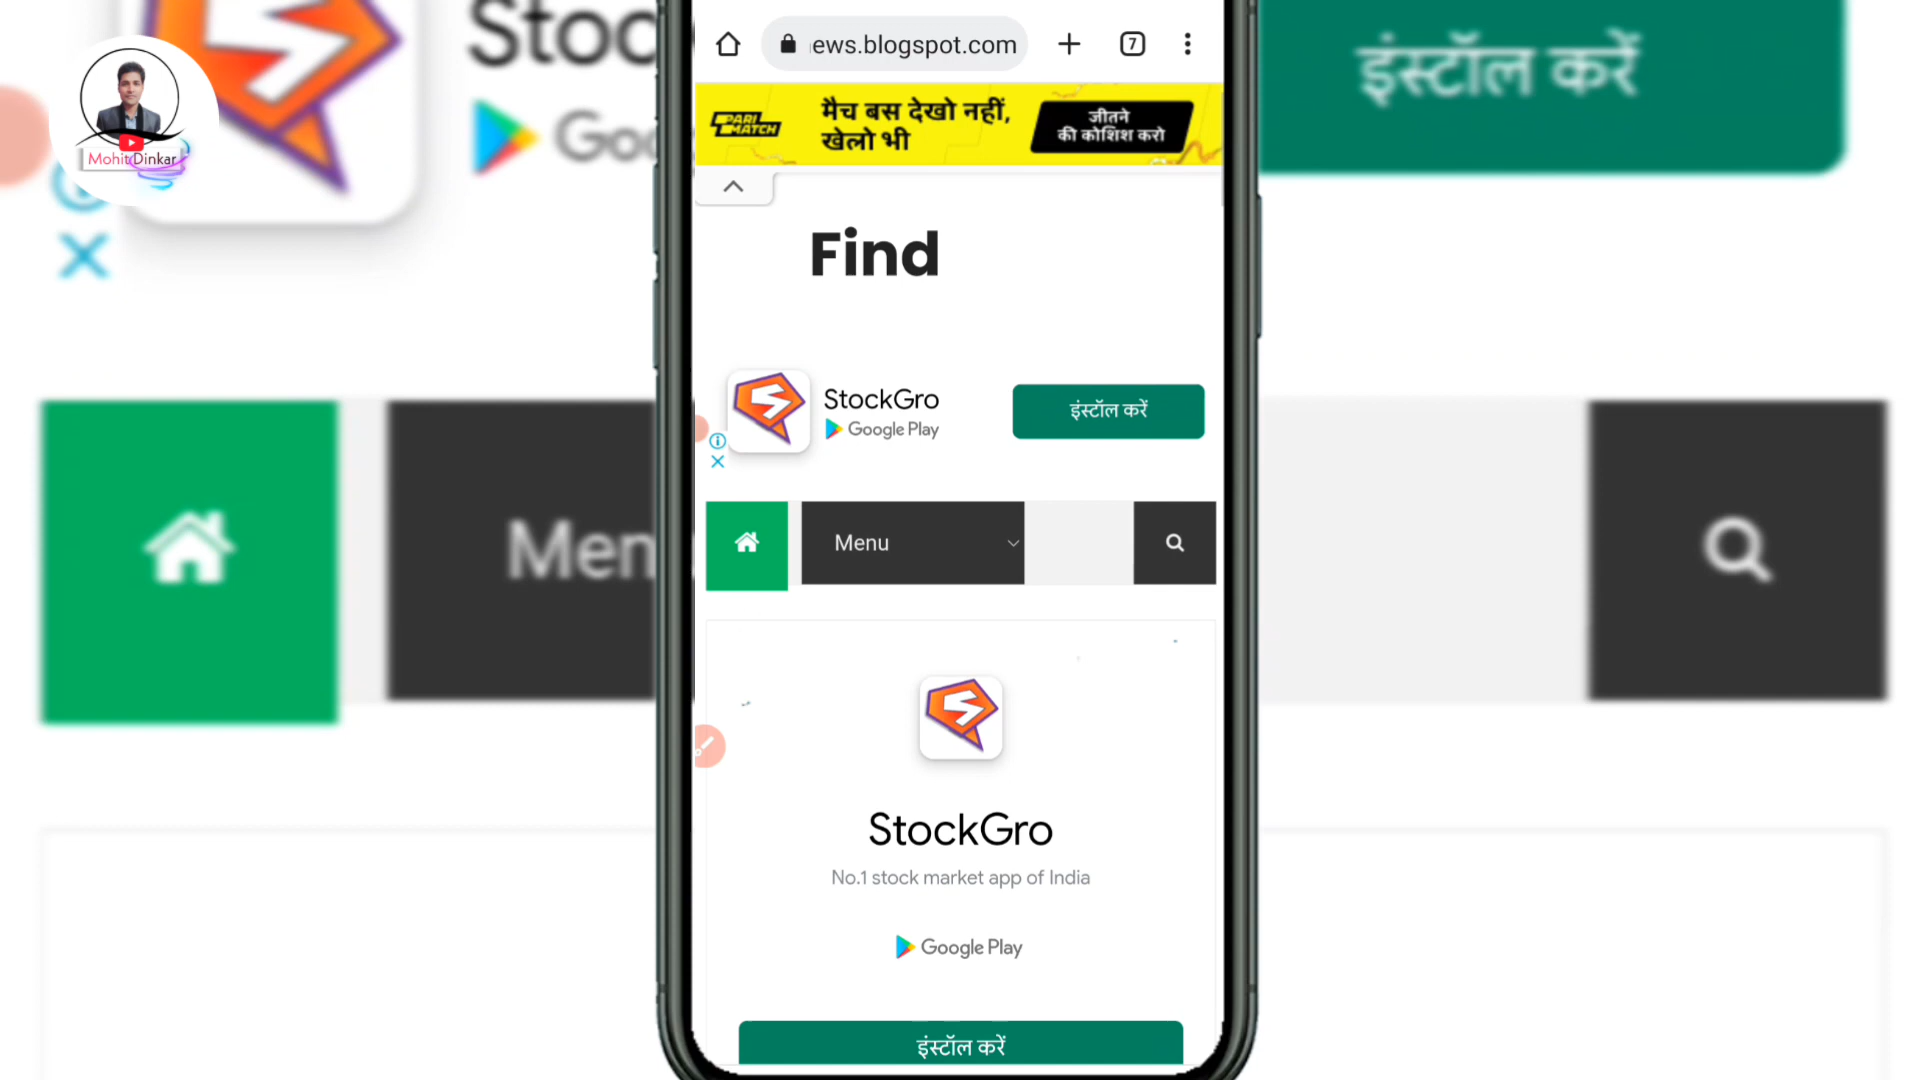 Mohit Dinkar
ews.blogspot.com
7
PARI MATCH
मैच बस देखो नहीं,
खेलो भी
जीतने
की कोशिश करो
Find
StockGro
Google Play
इंस्टॉल करें
Menu
StockGro
No.1 stock market app of India
Google Play
इंस्टॉल करें
Stoc
Goo
इंस्टॉल करें
Men